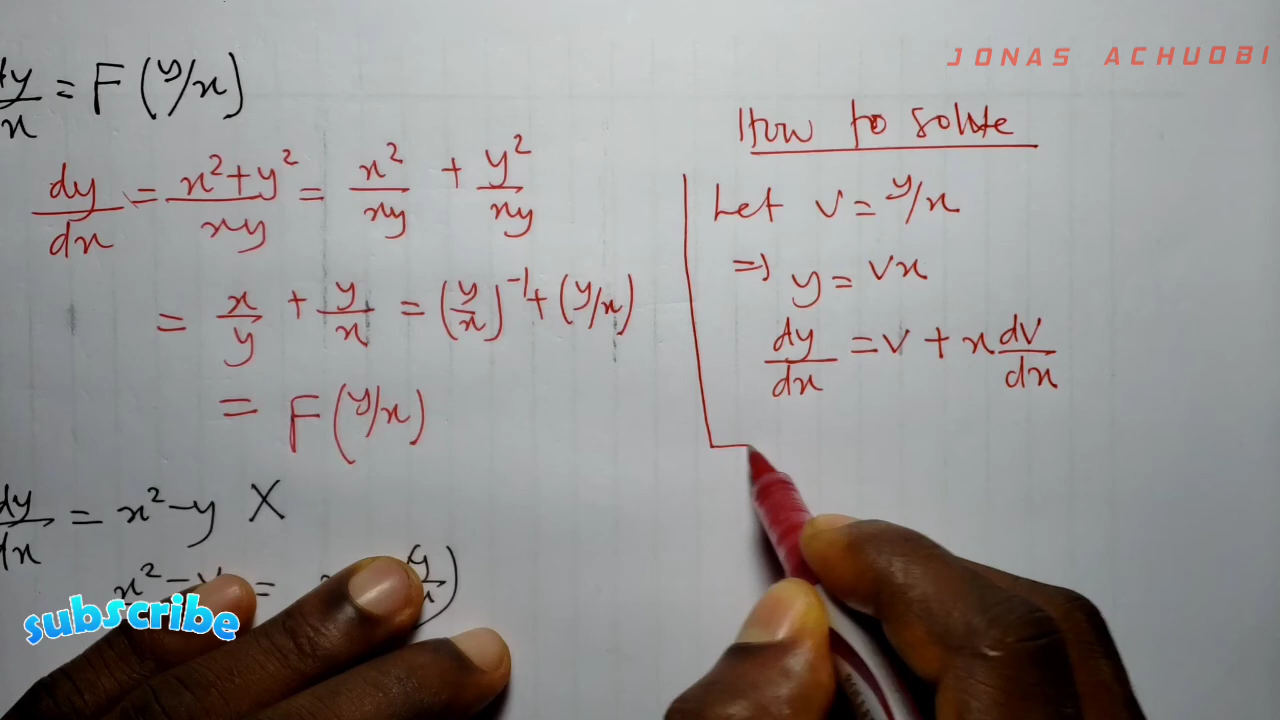 JONAS ACHUOBI
dy/x = F(y/x)
dy/dx = x²+y²/xy = x²/xy + y²/xy
= x/y + y/x = (y/x)⁻¹ + (y/x)
= F(y/x)
dy/dx = x² - y X
x² - y =
subscribe
How to solve
Let v = y/x
⇒ y = vx
dy/dx = v + x dv/dx